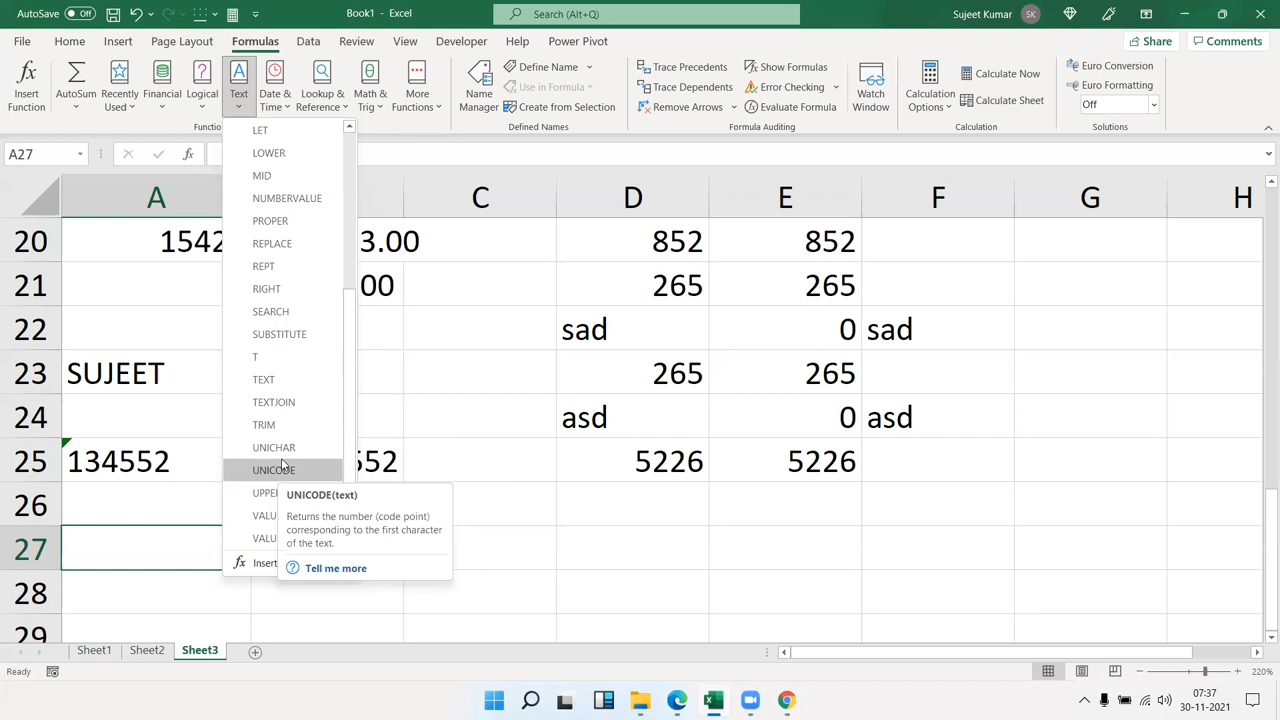 AutoSave Off Book1 - Excel Search (Alt+Q) Sujeet Kumar SK
File Home Insert Page Layout Formulas Data Review View Developer Help Power Pivot Share Comments
Insert Function AutoSum Recently Used Financial Logical Text Date & Time Lookup & Reference Math & Trig More Functions
Name Manager Define Name Use in Formula Create from Selection
Trace Precedents Trace Dependents Remove Arrows Show Formulas Error Checking Evaluate Formula
Watch Window Calculation Options Calculate Now Calculate Sheet
Euro Conversion Euro Formatting Off
Functio Defined Names Formula Auditing Calculation Solutions
A27 fx
LET
LOWER
MID
NUMBERVALUE
PROPER
REPLACE
REPT
RIGHT
SEARCH
SUBSTITUTE
T
TEXT
TEXTJOIN
TRIM
UNICHAR
UNICODE
UPPE
VALU
VALU
fx Insert
UNICODE(text)
Returns the number (code point)
corresponding to the first character
of the text.
Tell me more
A C D E F G H
20 1542 3.00 852 852
21 00 265 265
22 sad 0 sad
23 SUJEET 265 265
24 asd 0 asd
25 134552 552 5226 5226
26
27
28
29
Sheet1 Sheet2 Sheet3
Ready 220%
07:37
30-11-2021